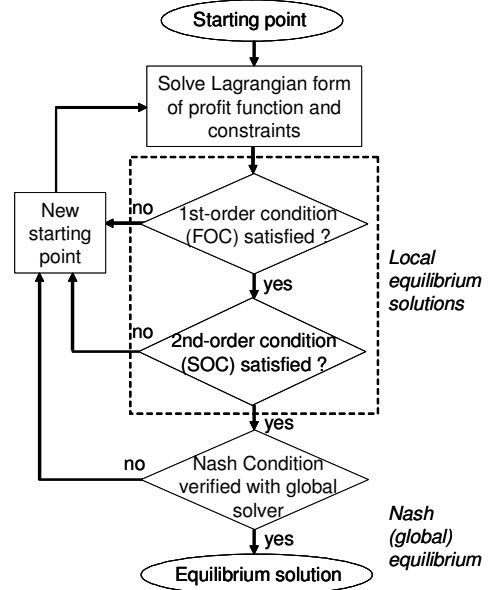 Starting point
Solve Lagrangian form
of profit function and
constraints
New
starting
point
no
1st-order condition
(FOC) satisfied ?
Local
equilibrium
solutions
yes
no
2nd-order condition
(SOC) satisfied ?
yes
no
Nash Condition
verified with global
solver
Nash
(global)
equilibrium
yes
Equilibrium solution